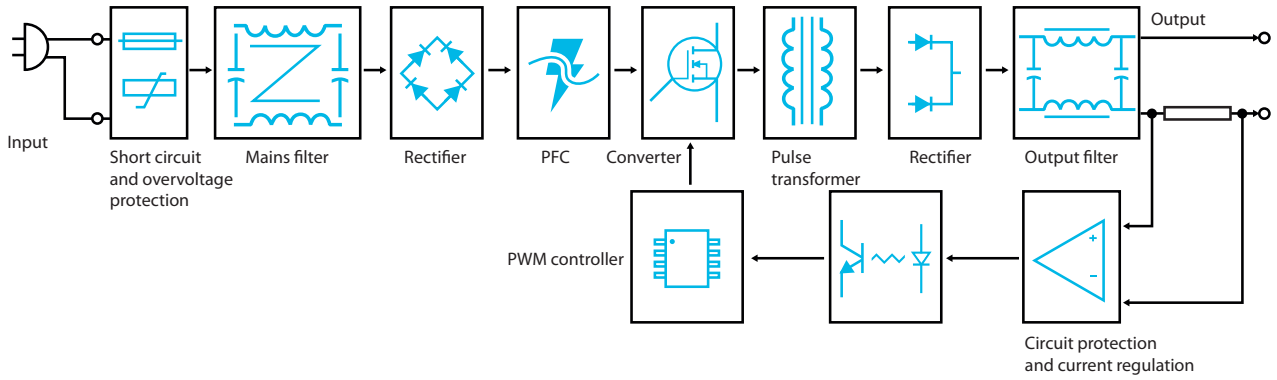 Output
Input
Short circuit
and overvoltage
protection
Mains filter
Rectifier
PFC
Converter
Pulse
transformer
Rectifier
Output filter
PWM controller
+
−
Circuit protection
and current regulation